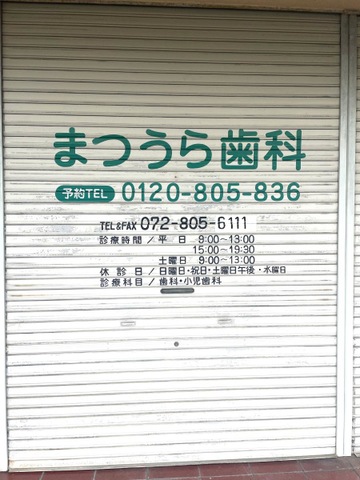 まつうら歯科
予約TEL 0120-805-836
TEL&FAX 072-805-6111
診療時間/平日 9:00～13:00
15:00～19:30
土曜日 9:00～13:00
休診日/日曜日・祝日・土曜日午後・水曜日
診療科目/歯科・小児歯科